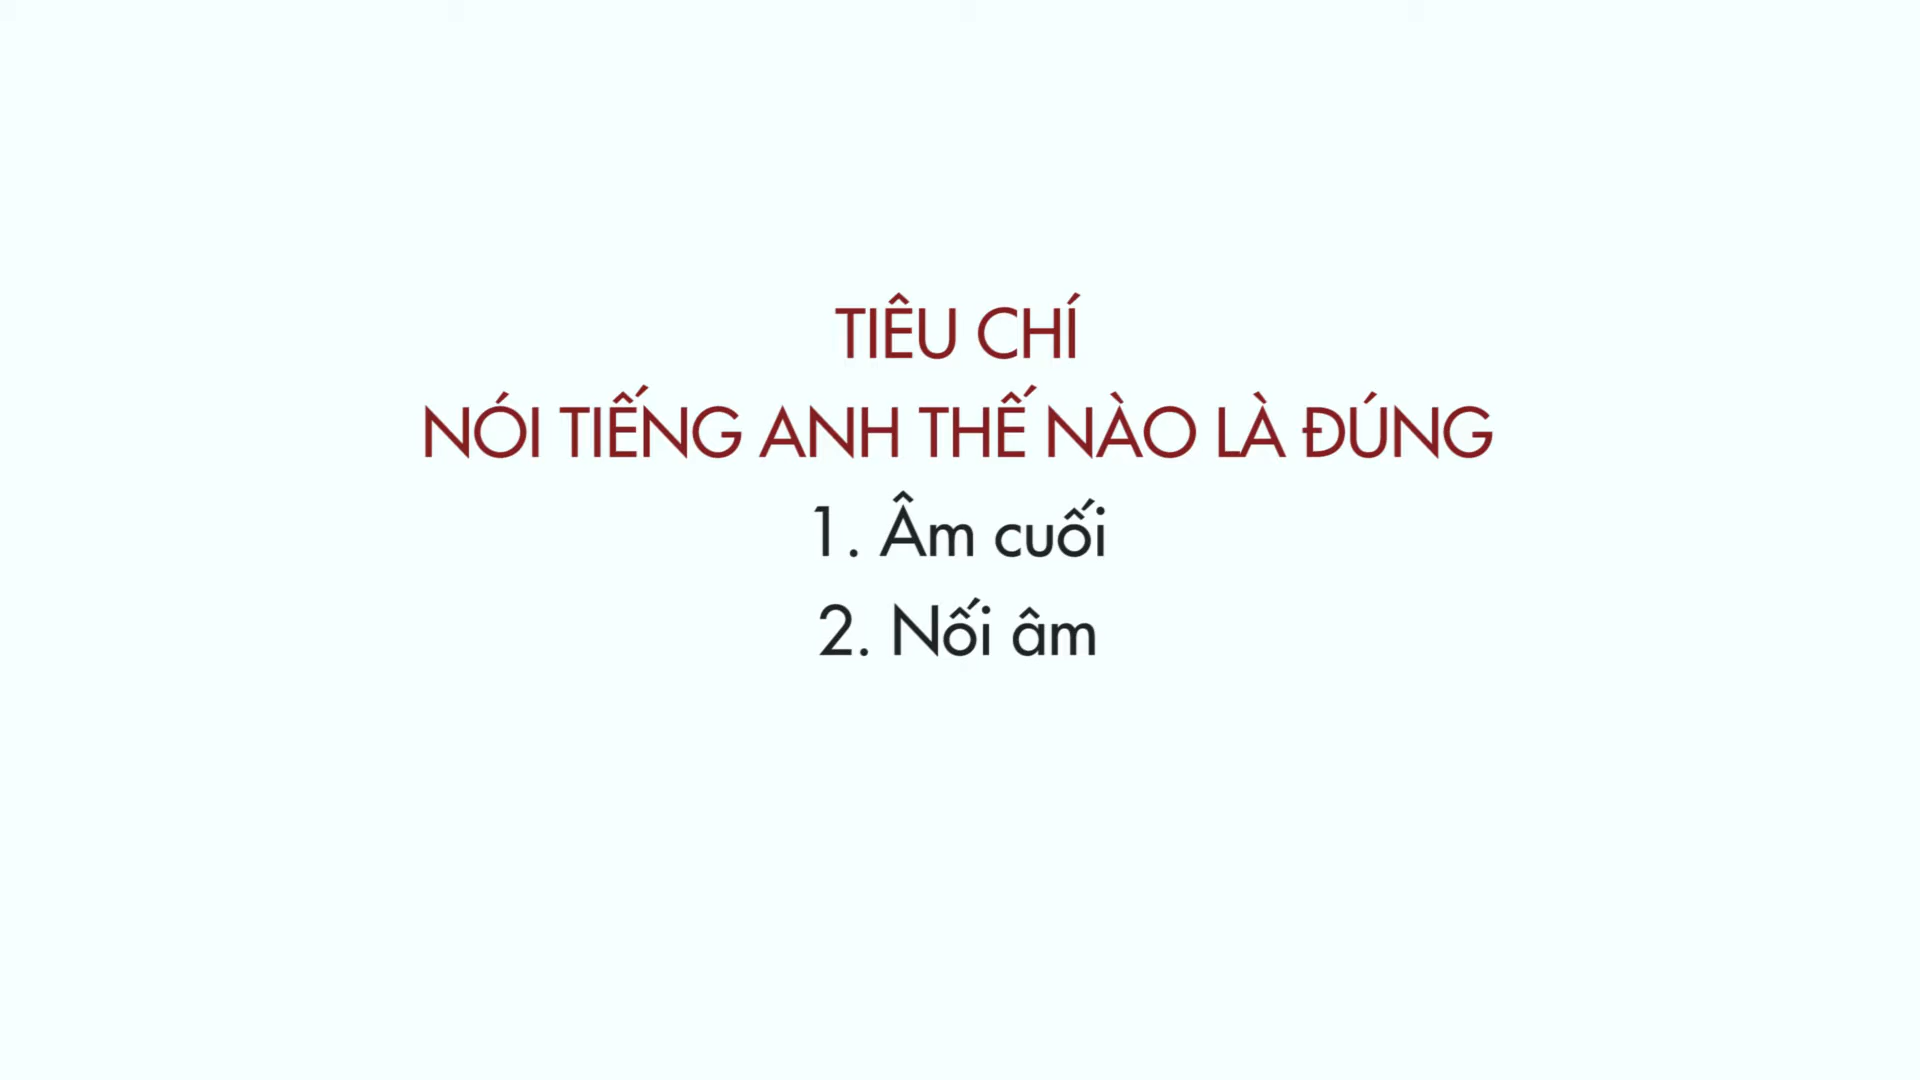 TIÊU CHÍ
NÓI TIẾNG ANH THẾ NÀO LÀ ĐÚNG
1. Âm cuối
2. Nối âm